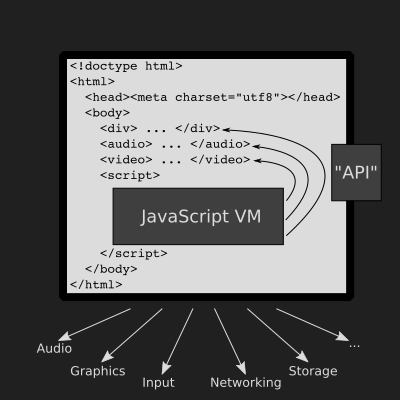 <!doctype html>
<html>
<head><meta charset="utf8"></head>
<body>
<div> ... </div>
<audio> ... </audio>
<video> ... </video>
<script>
"API"
JavaScript VM
</script>
</body>
</html>
Audio
Graphics
Input
Networking
Storage
...